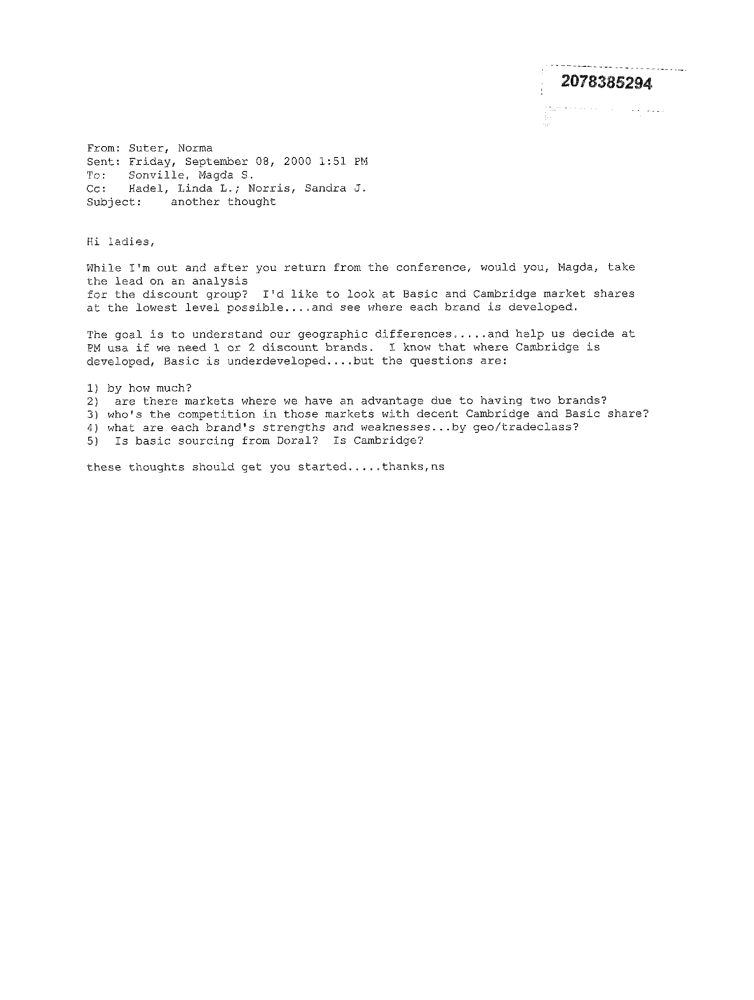 2078385294
From: Suter, Norma
Sent: Friday, September 08, 2000 1:51 PM
To: Sonville, Magda S.
Cc: Hadel, Linda L.; Norris, Sandra J.
Subject: another thought
Hi ladies,
While I'm out and after you return from the conference, would you, Magda, take
the lead on an analysis
for the discount group? I'd like to look at Basic and Cambridge market shares
at the lowest level possible....and see where each brand is developed.
The goal is to understand our geographic differences.....and help us decide at
PM usa if we need 1 or 2 discount brands. I know that where Cambridge is
developed, Basic is underdeveloped....but the questions are:
1) by how much?
2) are there markets where we have an advantage due to having two brands?
3) who's the competition in those markets with decent Cambridge and Basic share?
4) what are each brand's strengths and weaknesses...by geo/tradeclass?
5) Is basic sourcing from Doral? Is Cambridge?
these thoughts should get you started.....thanks,ns